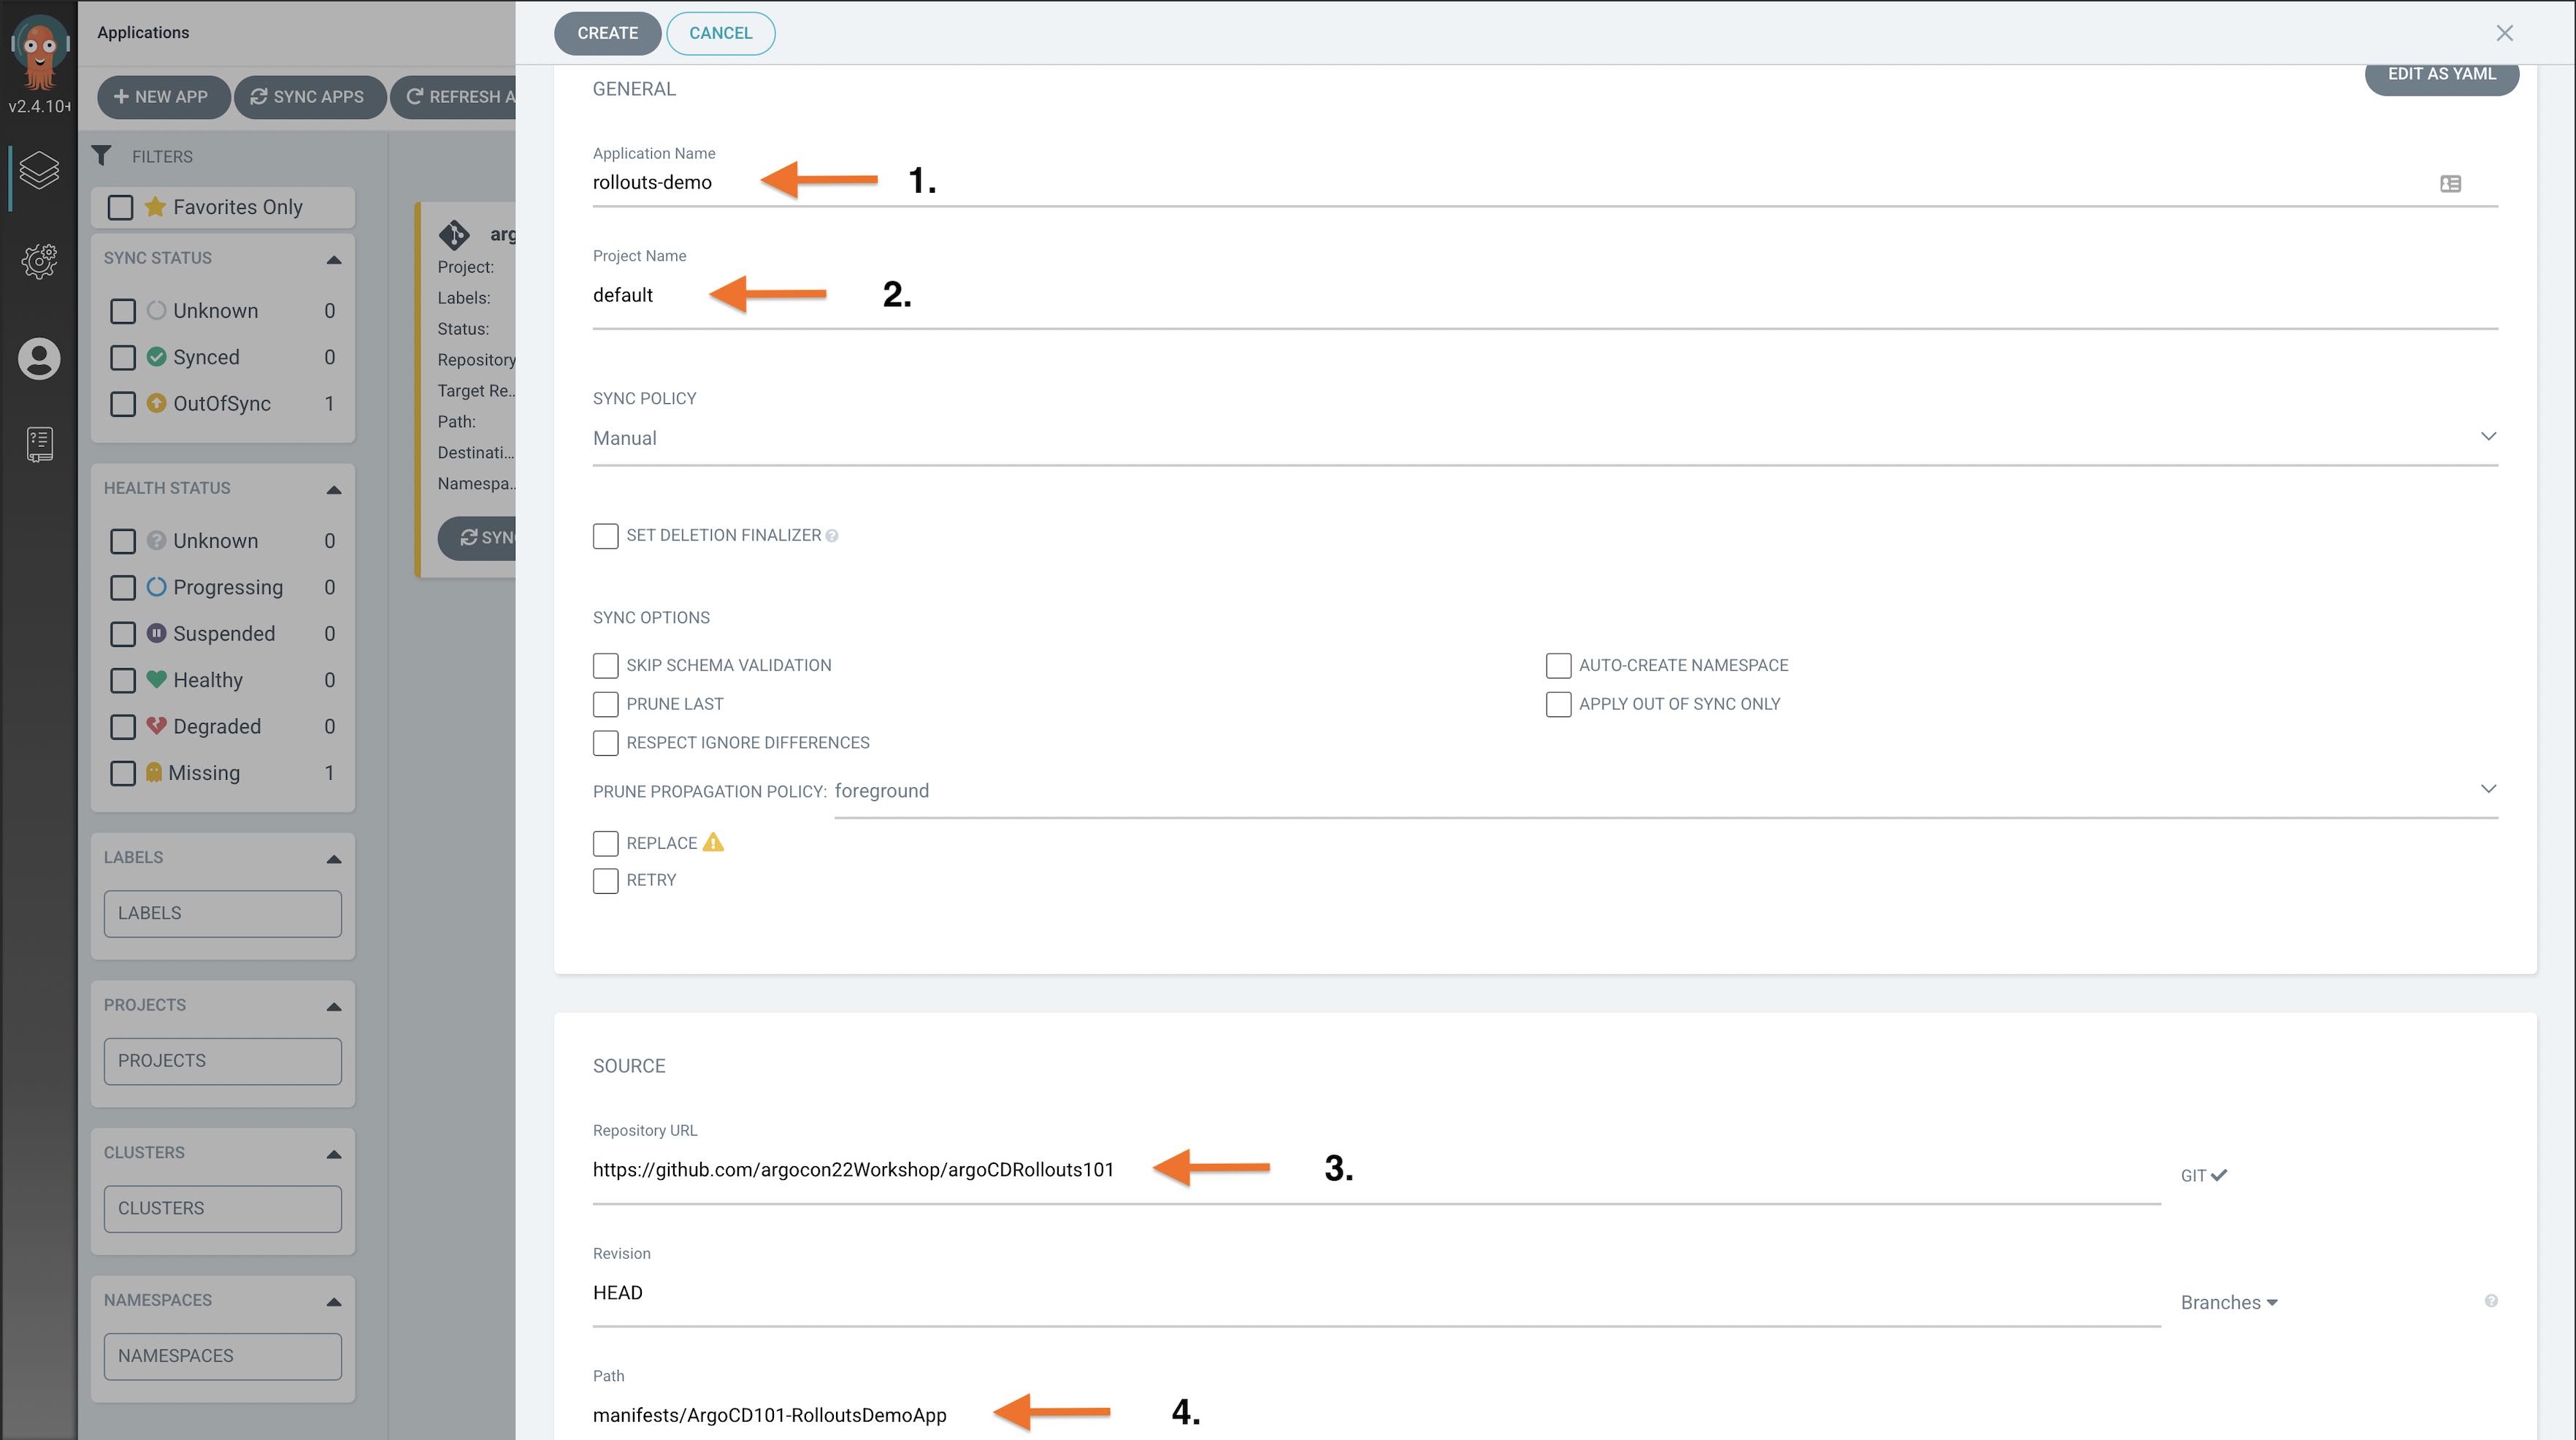 v2.4.10+
Applications
NEW APP
SYNC APPS
REFRESH A
FILTERS
Favorites Only
SYNC STATUS
Unknown 0
Synced 0
OutOfSync 1
HEALTH STATUS
Unknown 0
Progressing 0
Suspended 0
Healthy 0
Degraded 0
Missing 1
LABELS
LABELS
PROJECTS
PROJECTS
CLUSTERS
CLUSTERS
NAMESPACES
NAMESPACES
arg
Project:
Labels:
Status:
Repository
Target Re...
Path:
Destinati...
Namespa...
SYN
CREATE
CANCEL
EDIT AS YAML
GENERAL
Application Name
rollouts-demo
1.
Project Name
default
2.
SYNC POLICY
Manual
SET DELETION FINALIZER
SYNC OPTIONS
SKIP SCHEMA VALIDATION
AUTO-CREATE NAMESPACE
PRUNE LAST
APPLY OUT OF SYNC ONLY
RESPECT IGNORE DIFFERENCES
PRUNE PROPAGATION POLICY: foreground
REPLACE
RETRY
SOURCE
Repository URL
https://github.com/argocon22Workshop/argoCDRollouts101
3.
GIT
Revision
HEAD
Branches
Path
manifests/ArgoCD101-RolloutsDemoApp
4.